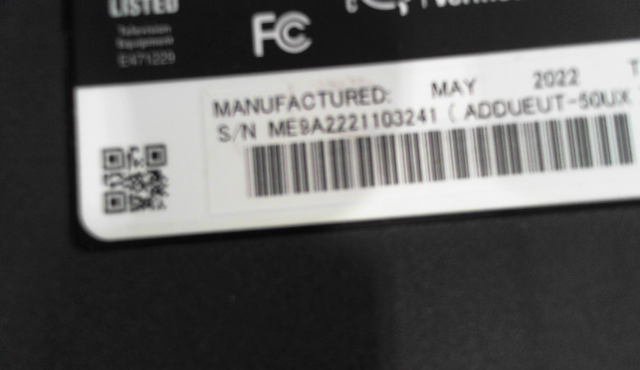 LISTED
Television
Equipment
E471229
FC
MANUFACTURED: MAY 2022
S/N ME9A2221103241 ( ADDUEUT-50UX